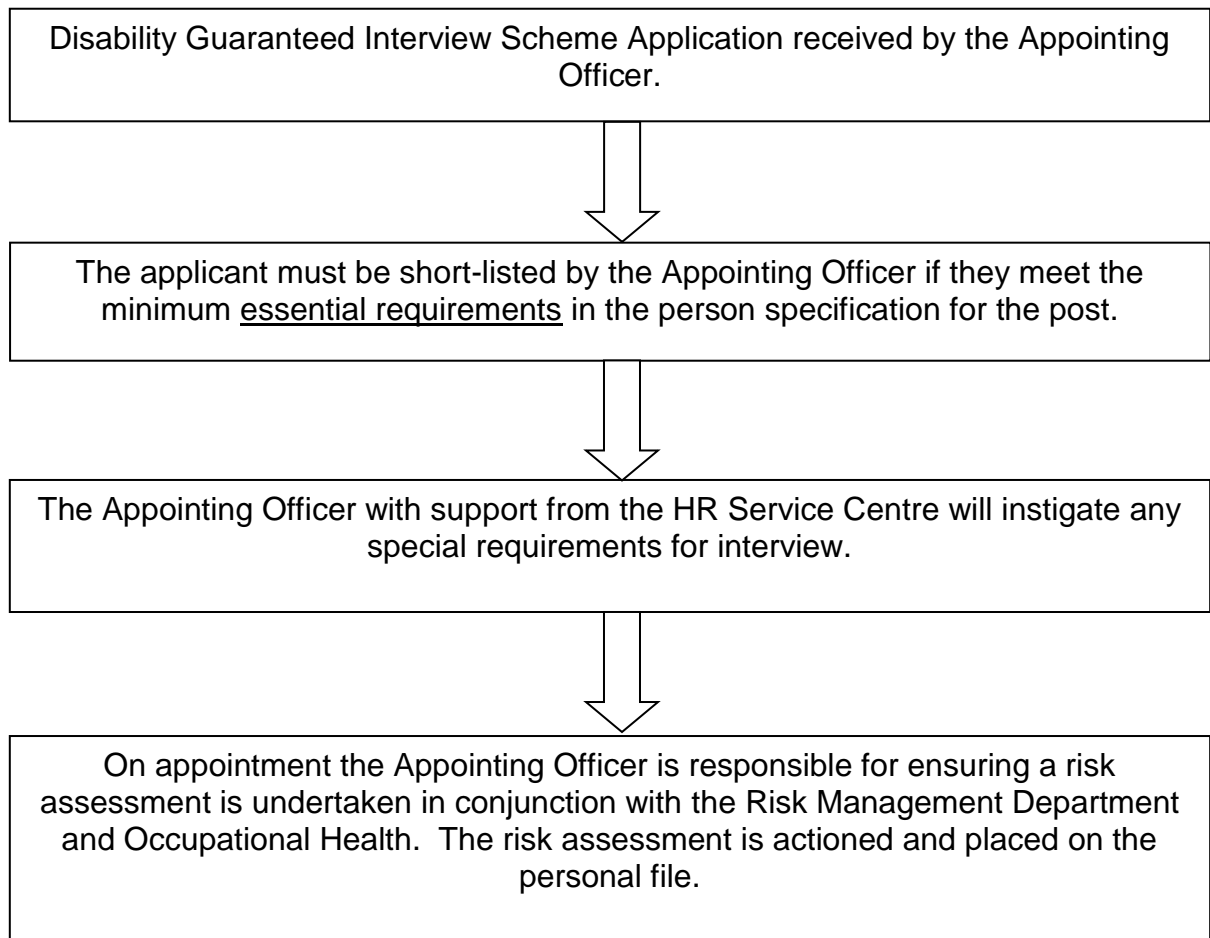 Disability Guaranteed Interview Scheme Application received by the Appointing
Officer.
The applicant must be short-listed by the Appointing Officer if they meet the
minimum essential requirements in the person specification for the post.
The Appointing Officer with support from the HR Service Centre will instigate any
special requirements for interview.
On appointment the Appointing Officer is responsible for ensuring a risk
assessment is undertaken in conjunction with the Risk Management Department
and Occupational Health.  The risk assessment is actioned and placed on the
personal file.